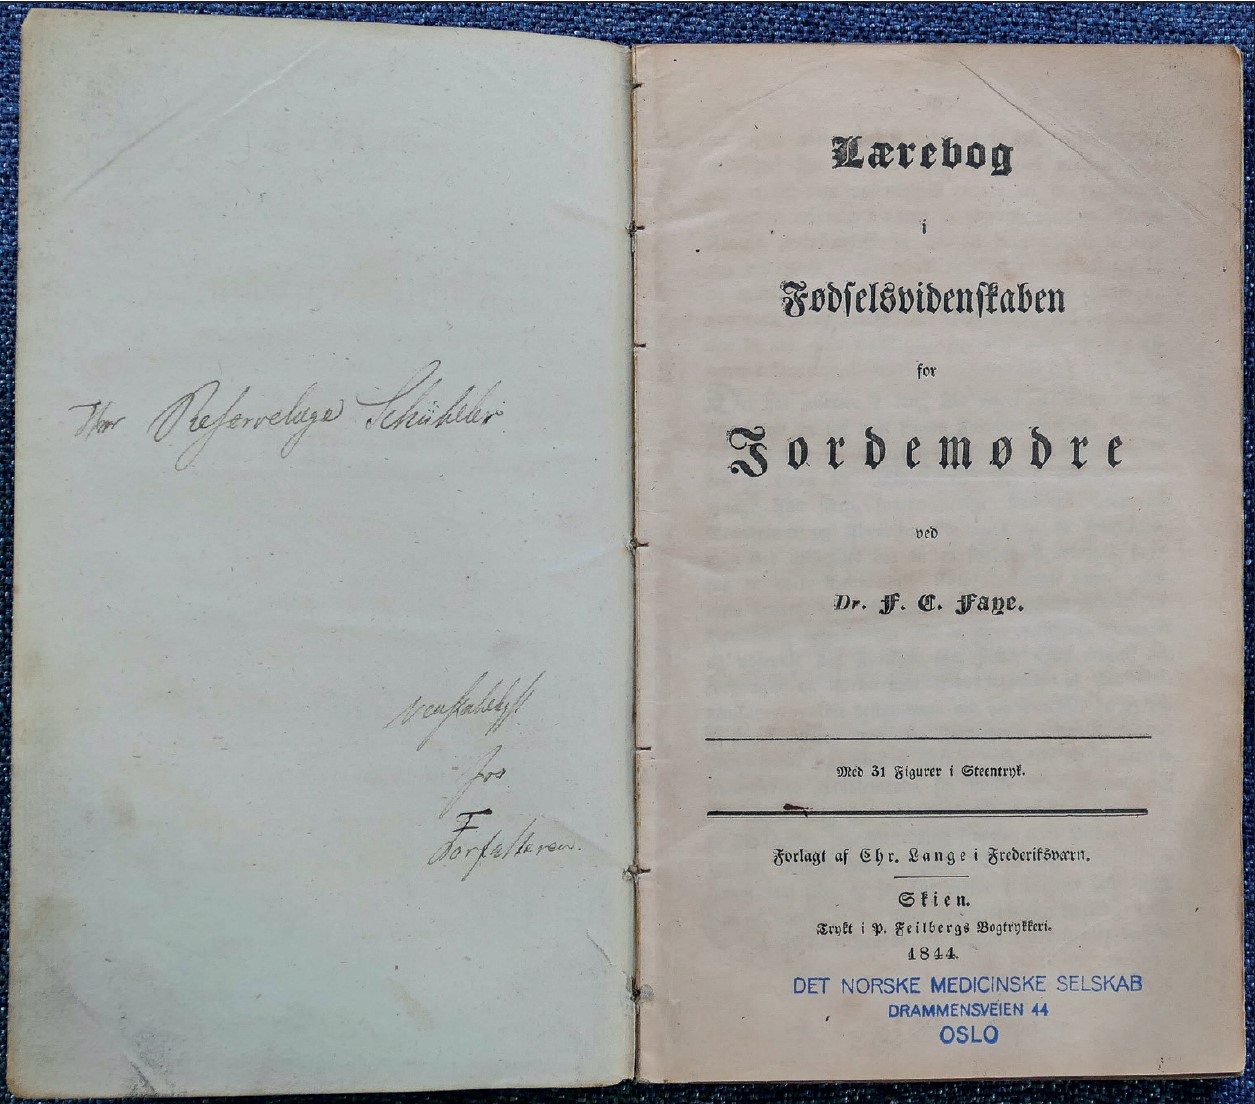 Hr Reservelæge Schübeler
venskabeligst
fra
Forfatteren.
Lærebog
i
Fødselsvidenskaben
for
Jordemødre
ved
Dr. F. C. Faye.
Med 31 Figurer i Steentryk.
Forlagt af Chr. Lange i Frederiksværn.
Skien.
Trykt i P. Feilbergs Bogtrykkeri.
1844.
DET NORSKE MEDICINSKE SELSKAB
DRAMMENSVEIEN 44
OSLO